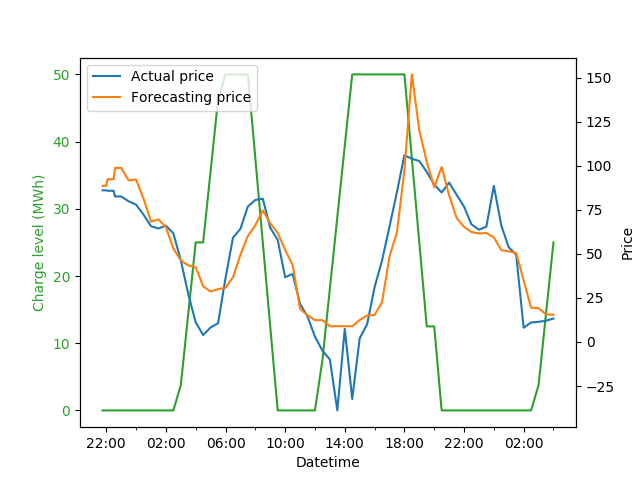 Actual price
Forecasting price
50
40
30
20
10
0
Charge level (MWh)
150
125
100
75
50
25
0
−25
Price
22:00 02:00 06:00 10:00 14:00 18:00 22:00 02:00
Datetime